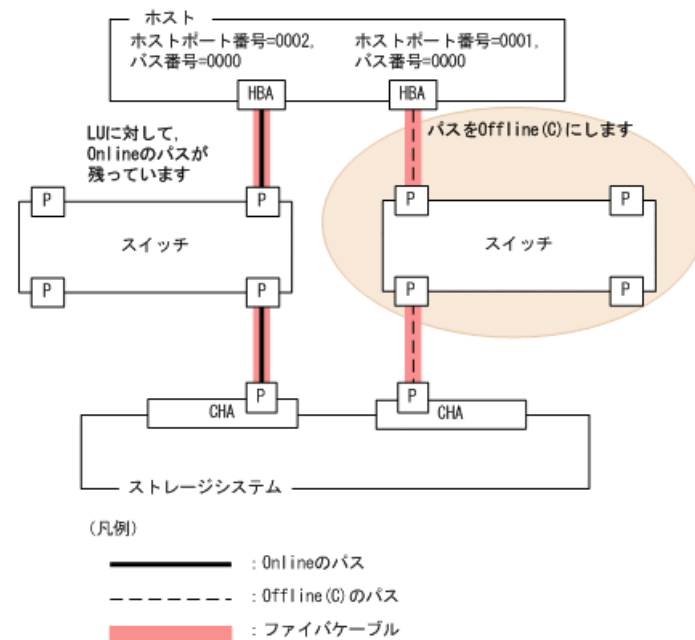 ホスト
ホストポート番号=0002,
パス番号=0000
ホストポート番号=0001,
パス番号=0000
HBA
HBA
LUに対して,
Onlineのパスが
残っています
パスをOffline(C)にします
P
P
P
P
スイッチ
スイッチ
P
P
P
P
P
P
CHA
CHA
ストレージシステム
(凡例)
:Onlineのパス
:Offline(C)のパス
:ファイバケーブル